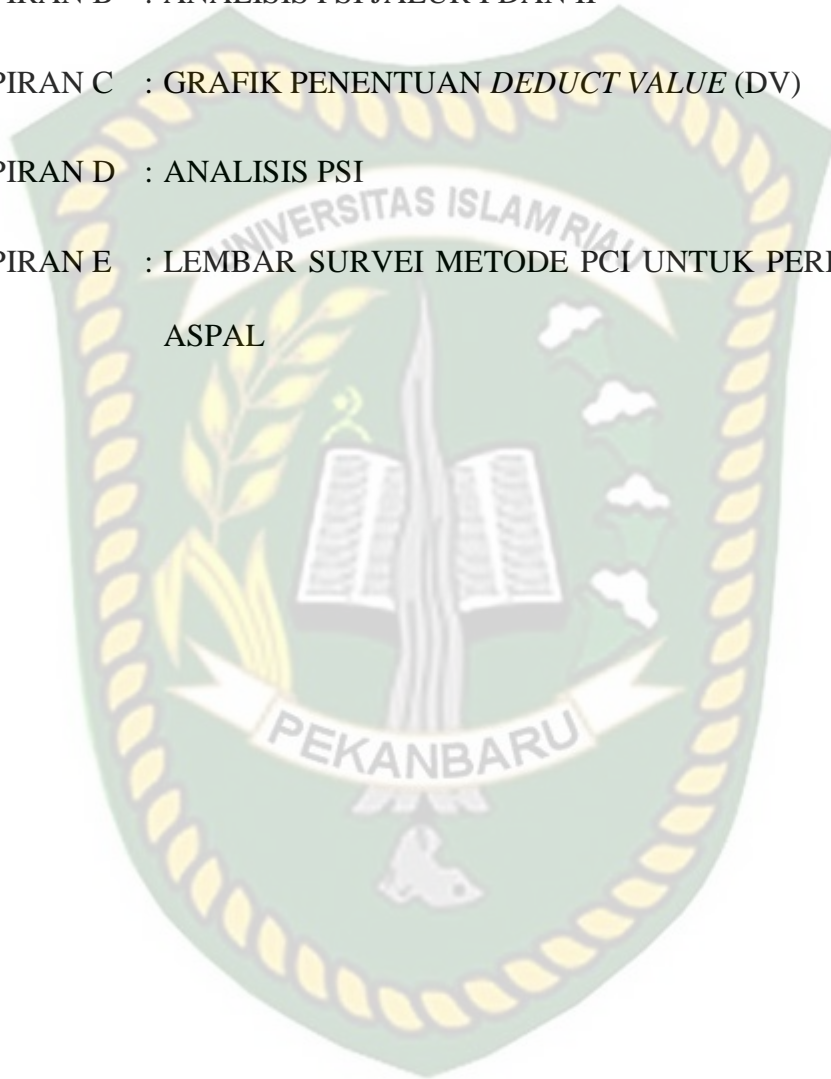 PIRAN B : ANALISIS PSI JALUR I DAN II
PIRAN C : GRAFIK PENENTUAN DEDUCT VALUE (DV)
PIRAN D : ANALISIS PSI
PIRAN E : LEMBAR SURVEI METODE PCI UNTUK PER
ASPAL
UNIVERSITAS ISLAM RIAU
PEKANBARU